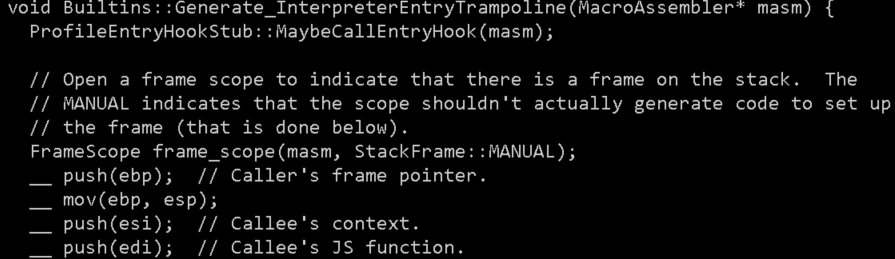 void Builtins::Generate_InterpreterEntryTrampoline(MacroAssembler* masm) {
  ProfileEntryHookStub::MaybeCallEntryHook(masm);

  // Open a frame scope to indicate that there is a frame on the stack.  The
  // MANUAL indicates that the scope shouldn't actually generate code to set up
  // the frame (that is done below).
  FrameScope frame_scope(masm, StackFrame::MANUAL);
  __ push(ebp);  // Caller's frame pointer.
  __ mov(ebp, esp);
  __ push(esi);  // Callee's context.
  __ push(edi);  // Callee's JS function.